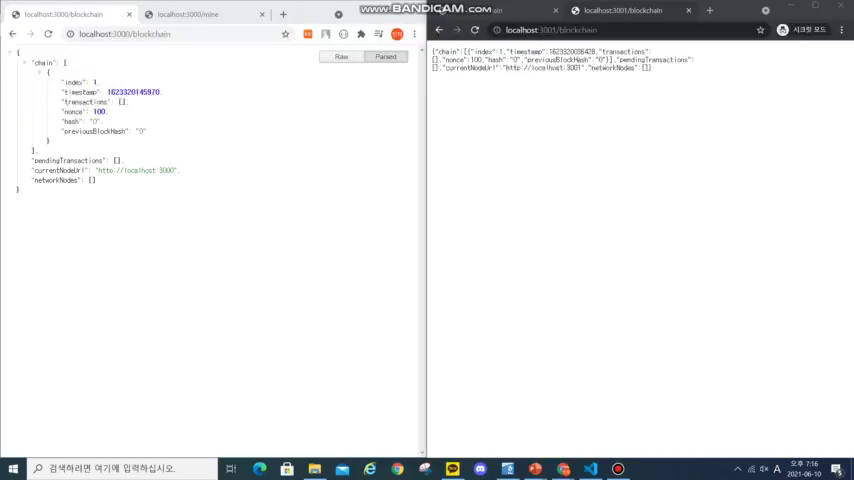 localhost:3000/blockchain
localhost:3000/mine
www.BANDICAM.com
localhost:3001/blockchain
localhost:3000/blockchain
localhost:3001/blockchain
시크릿 모드
Raw
Parsed
{
"chain": [
{
"index": 1,
"timestamp": 1623320145970,
"transactions": [],
"nonce": 100,
"hash": "0",
"previousBlockHash": "0"
}
],
"pendingTransactions": [],
"currentNodeUrl": "http://localhost:3000",
"networkNodes": []
}
{"chain":[{"index":1,"timestamp":1623320036428,"transactions":
[],"nonce":100,"hash":"0","previousBlockHash":"0"}],"pendingTransactions":
[],"currentNodeUrl":"http://localhost:3001","networkNodes":[]}
검색하려면 여기에 입력하십시오.
A
오후 7:16
2021-06-10